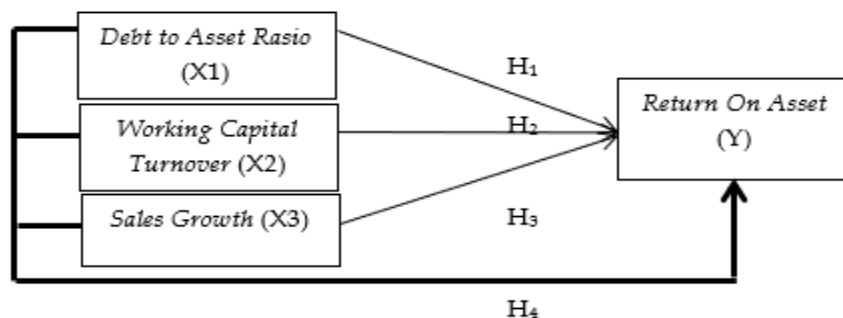 Debt to Asset Rasio
(X1)
H₁
Return On Asset
(Y)
Working Capital
Turnover (X2)
H₂
Sales Growth (X3)
H₃
H₄